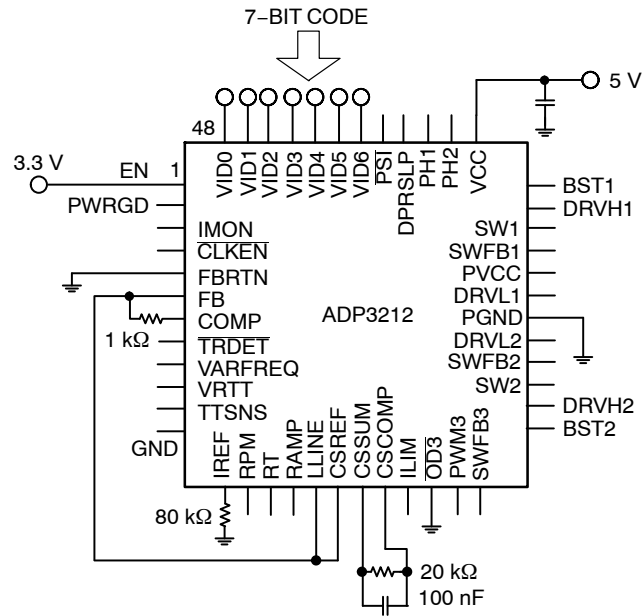 7–BIT CODE
5 V
48
VID0
VID1
VID2
VID3
VID4
VID5
VID6
PSI
DPRSLP
PH1
PH2
VCC
3.3 V
EN
1
PWRGD
IMON
CLKEN
FBRTN
FB
COMP
1 kΩ
TRDET
VARFREQ
VRTT
TTSNS
GND
ADP3212
BST1
DRVH1
SW1
SWFB1
PVCC
DRVL1
PGND
DRVL2
SWFB2
SW2
DRVH2
BST2
IREF
RPM
RT
RAMP
LLINE
CSREF
CSSUM
CSCOMP
ILIM
OD3
PWM3
SWFB3
80 kΩ
20 kΩ
100 nF